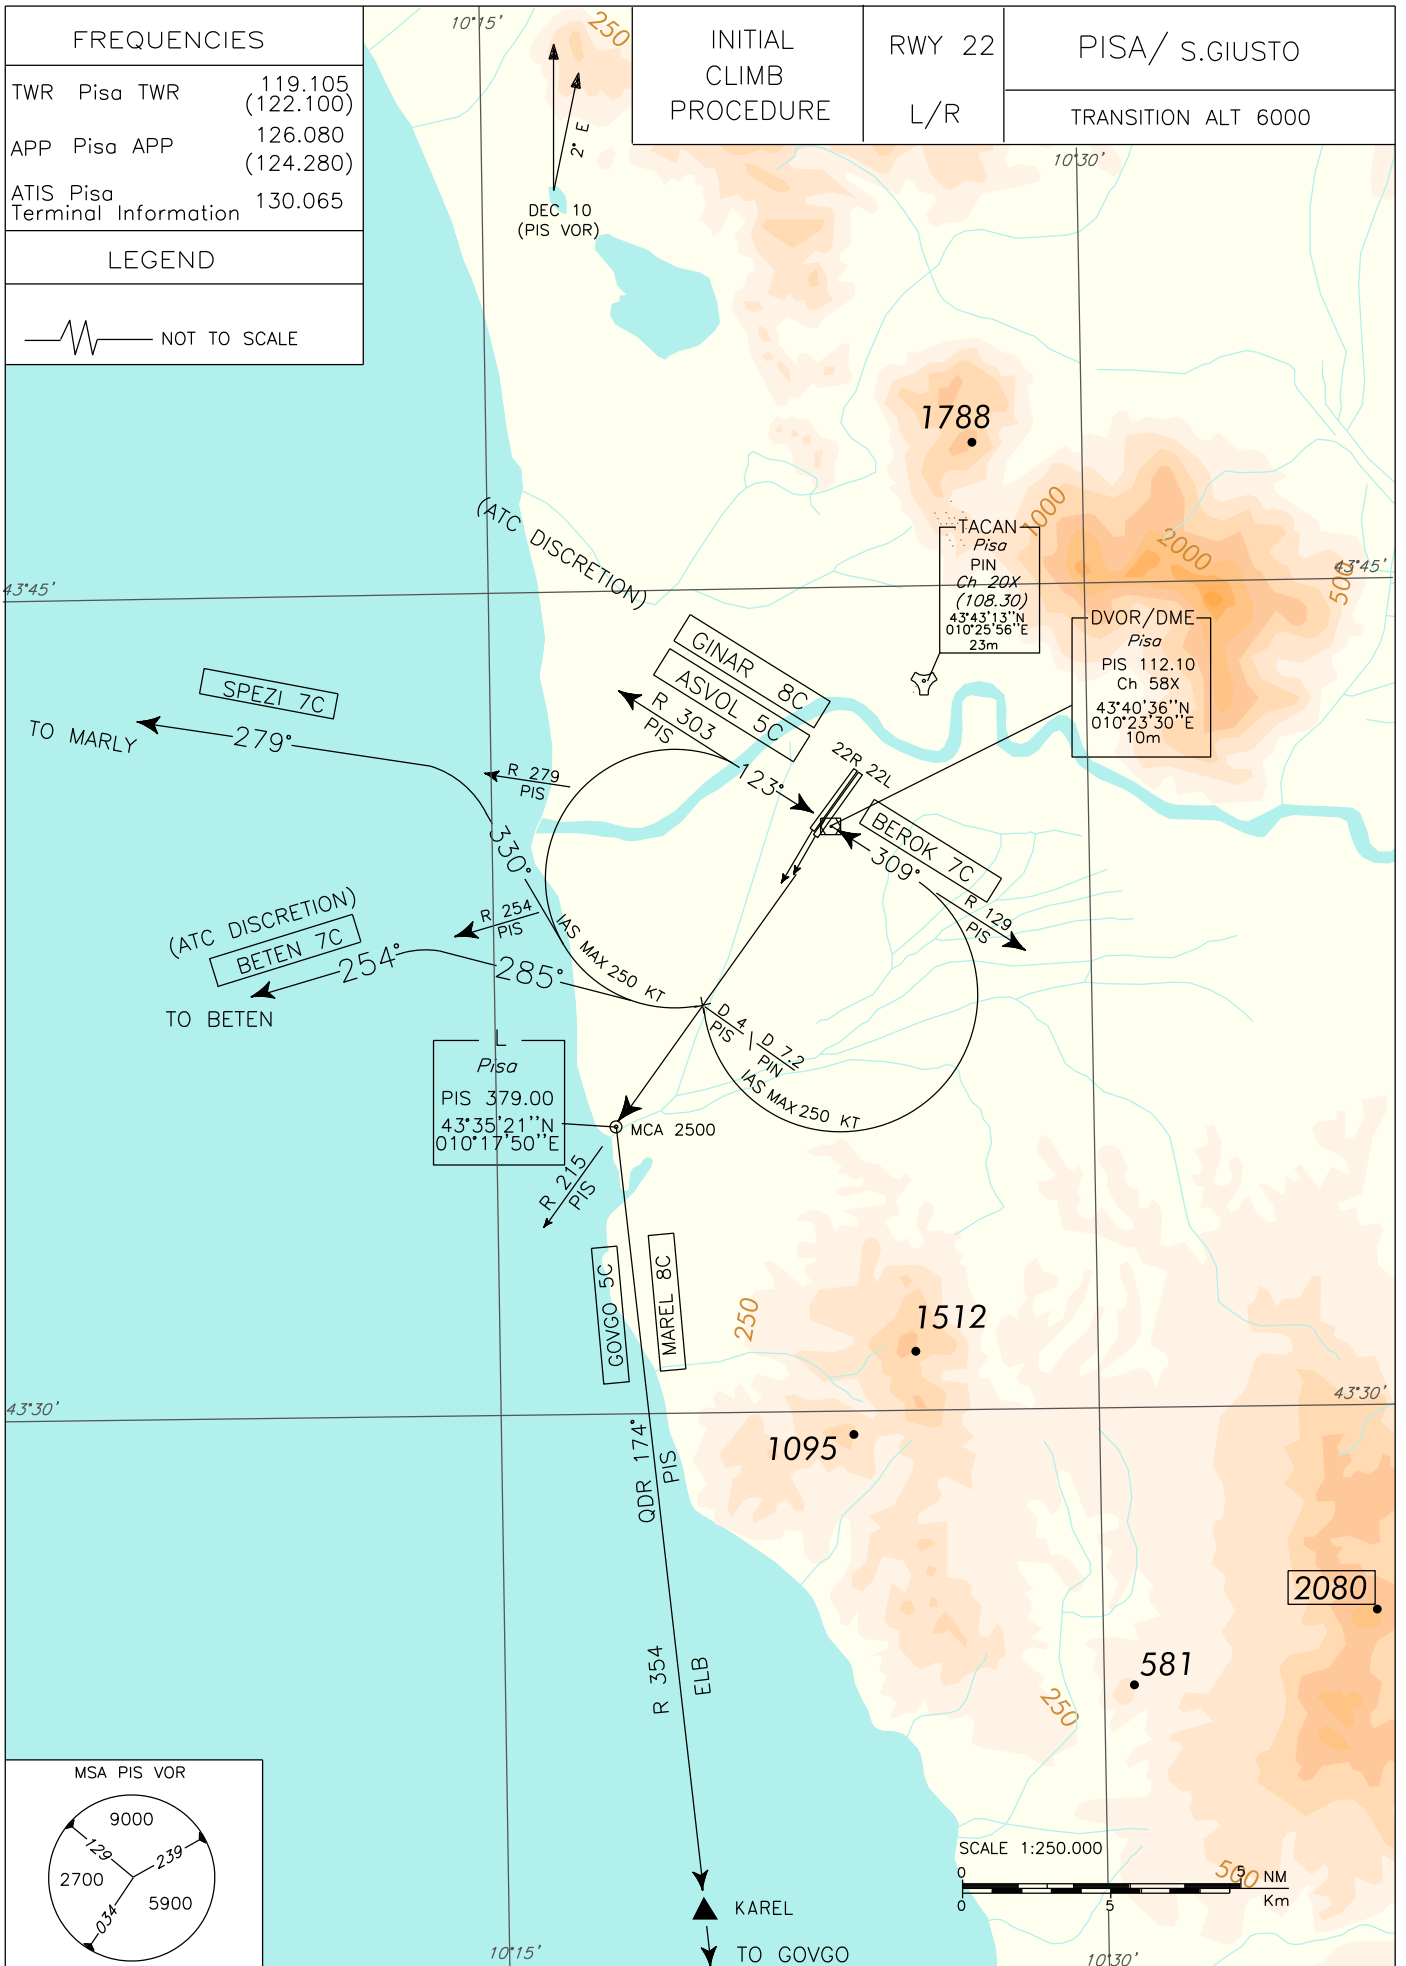 FREQUENCIES
TWR Pisa TWR 119.105
(122.100)
APP Pisa APP 126.080
(124.280)
ATIS Pisa
Terminal Information 130.065
LEGEND
NOT TO SCALE
INITIAL
CLIMB
PROCEDURE
RWY 22
L/R
PISA/ S.GIUSTO
TRANSITION ALT 6000
10°15'
250
2° E
DEC 10
(PIS VOR)
10°30'
1788
1000
2000
500
43°45'
43°45'
TACAN
Pisa
PIN
Ch 20X
(108.30)
43°43'13''N
010°25'56''E
23m
DVOR/DME
Pisa
PIS 112.10
Ch 58X
43°40'36''N
010°23'30''E
10m
(ATC DISCRETION)
GINAR 8C
ASVOL 5C
R 303
PIS
123°
SPEZI 7C
TO MARLY
279°
R 279
PIS
22R 22L
BEROK 7C
309°
R 129
PIS
330°
(ATC DISCRETION)
BETEN 7C
254°
TO BETEN
R 254
PIS
285°
IAS MAX 250 KT
D 4
PIS
\
D 7.2
PIN
IAS MAX 250 KT
L
Pisa
PIS 379.00
43°35'21''N
010°17'50''E
MCA 2500
R 215
PIS
GOVGO 5C
MAREL 8C
250
1512
43°30'
43°30'
1095
QDR 174°
PIS
2080
R 354
ELB
581
250
MSA PIS VOR
9000
129
239
2700
5900
034
SCALE 1:250.000
500
0 5 NM
0 5 Km
KAREL
TO GOVGO
10°15'
10°30'